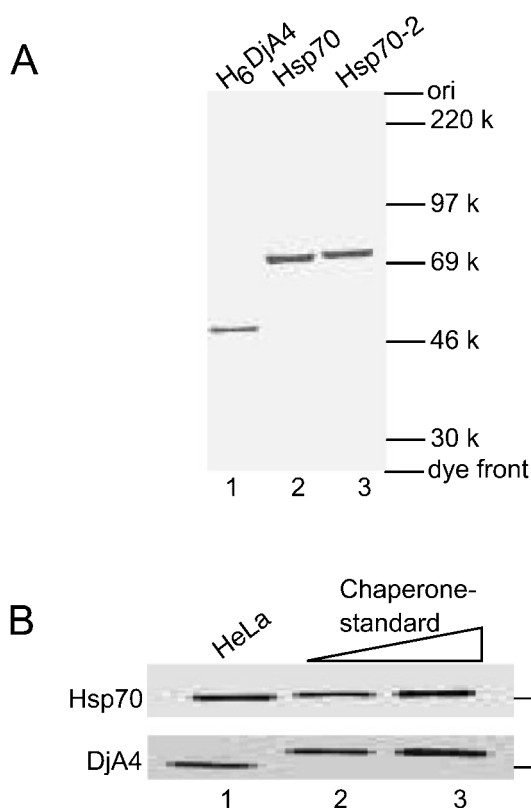 A
H6DjA4
Hsp70
Hsp70-2
ori
220 k
97 k
69 k
46 k
30 k
dye front
1 2 3
B
HeLa
Chaperone-
standard
Hsp70
DjA4
1 2 3